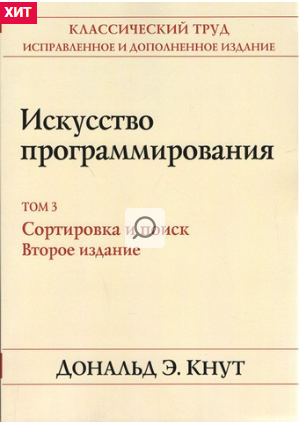 ХИТ
КЛАССИЧЕСКИЙ ТРУД
ИСПРАВЛЕННОЕ И ДОПОЛНЕННОЕ ИЗДАНИЕ
Искусство
программирования
ТОМ 3
Сортировка и поиск
Второе издание
ДОНАЛЬД Э. КНУТ